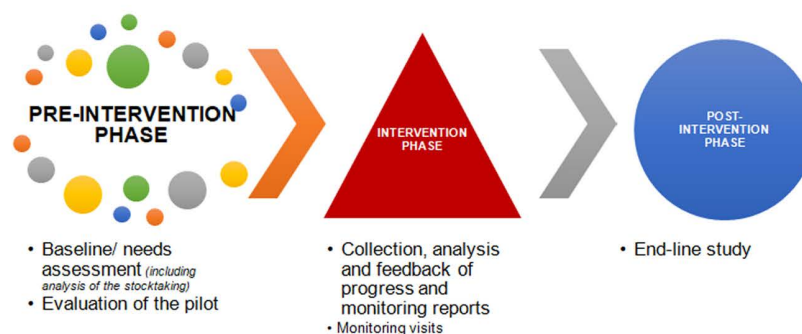 PRE-INTERVENTION
PHASE
INTERVENTION
PHASE
POST-
INTERVENTION
PHASE
• Baseline/ needs
assessment (including
analysis of the stocktaking)
• Evaluation of the pilot
• Collection, analysis
and feedback of
progress and
monitoring reports
• Monitoring visits
• End-line study